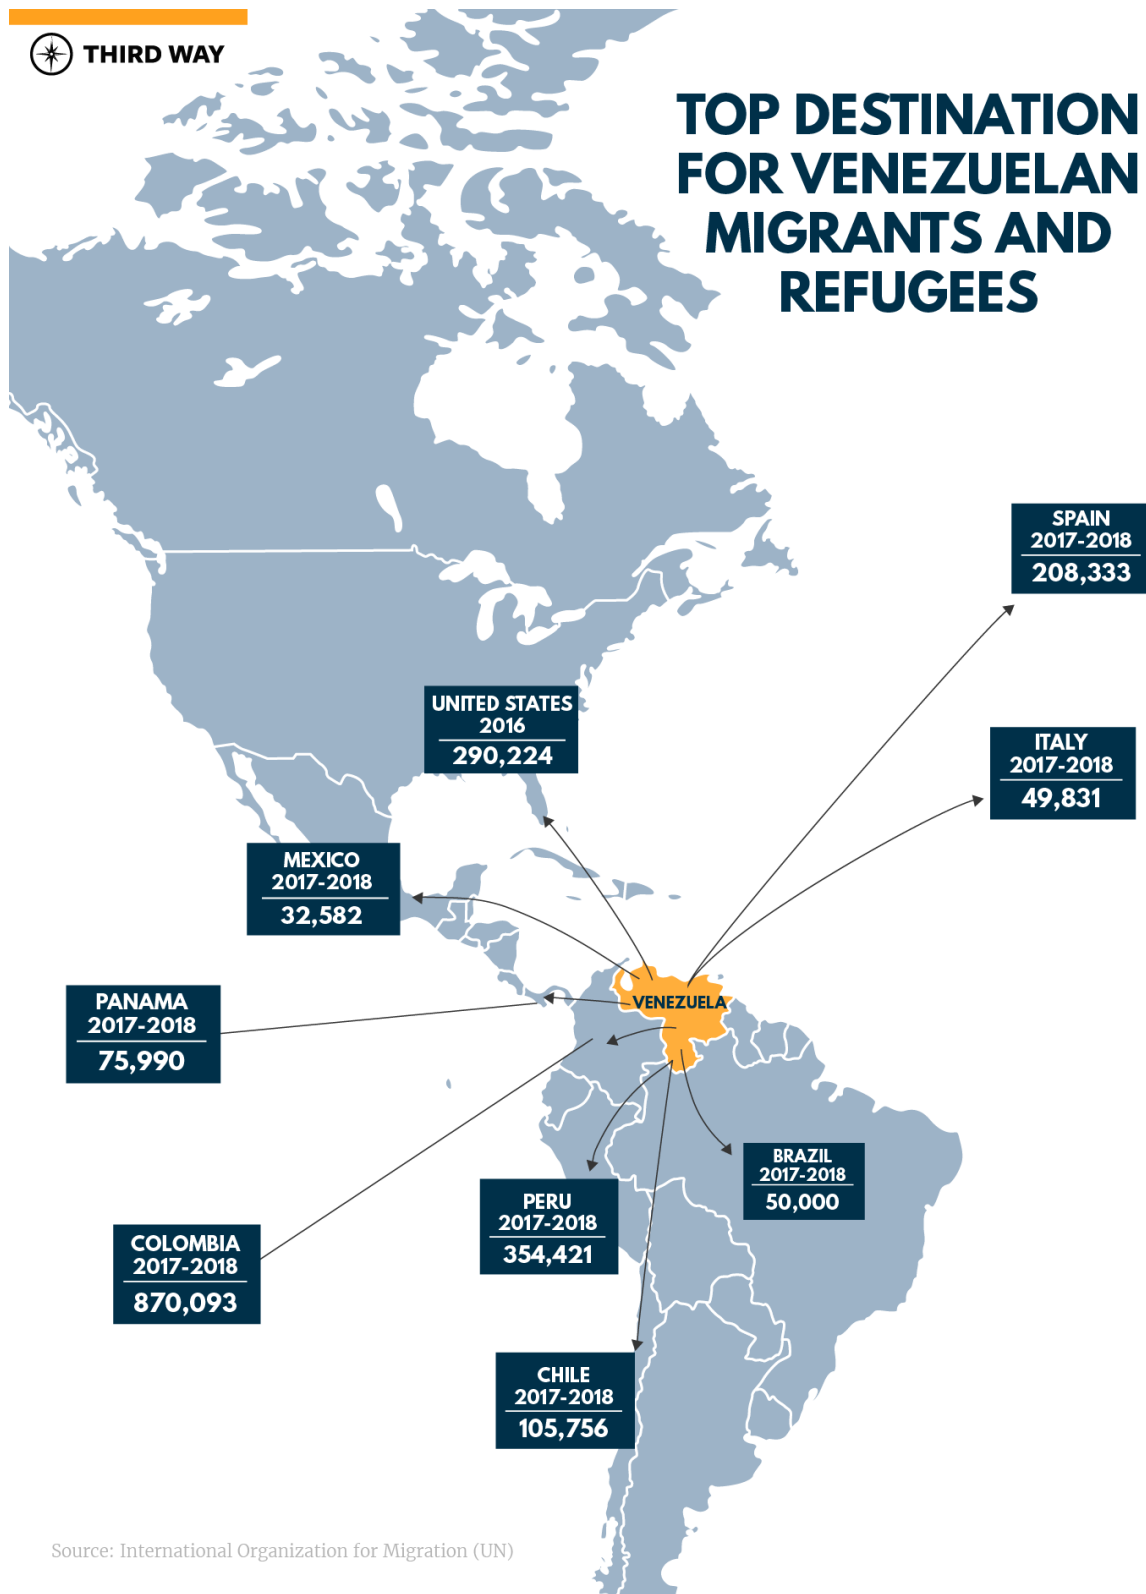 THIRD WAY
TOP DESTINATION
FOR VENEZUELAN
MIGRANTS AND
REFUGEES
SPAIN
2017-2018
208,333
UNITED STATES
2016
290,224
ITALY
2017-2018
49,831
MEXICO
2017-2018
32,582
PANAMA
2017-2018
75,990
VENEZUELA
BRAZIL
2017-2018
50,000
PERU
2017-2018
354,421
COLOMBIA
2017-2018
870,093
CHILE
2017-2018
105,756
Source: International Organization for Migration (UN)